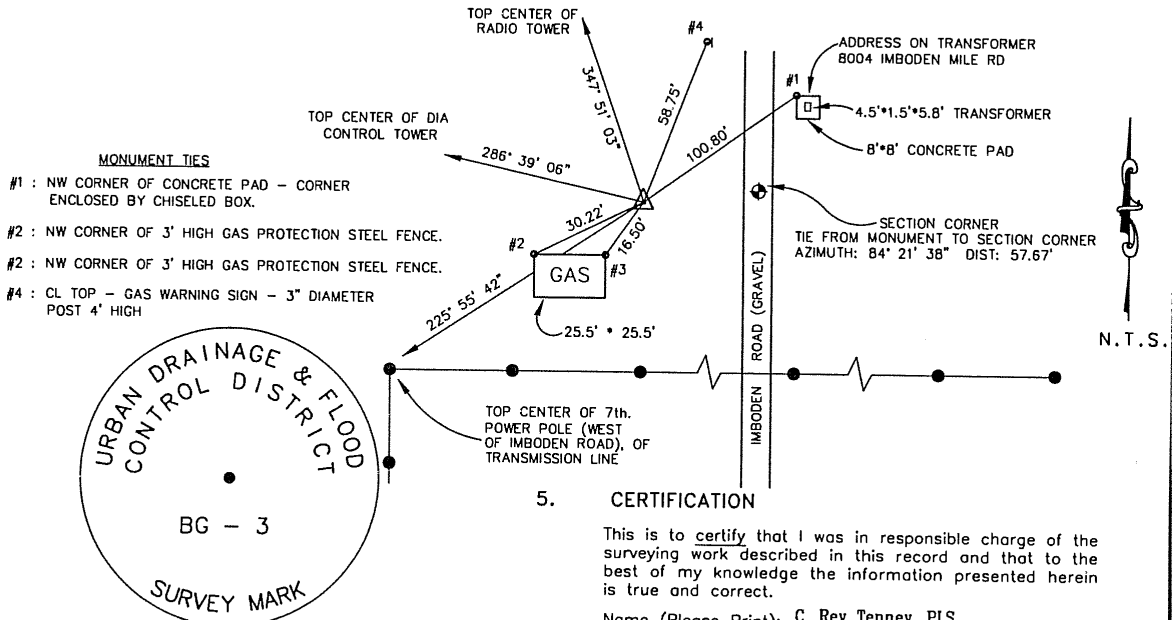 TOP CENTER OF
RADIO TOWER
#4
347° 51' 03"
58.75'
ADDRESS ON TRANSFORMER
8004 IMBODEN MILE RD
#1
4.5'*1.5'*5.8' TRANSFORMER
8'*8' CONCRETE PAD
100.80'
TOP CENTER OF DIA
CONTROL TOWER
286° 39' 06"
MONUMENT TIES
#1 : NW CORNER OF CONCRETE PAD – CORNER
ENCLOSED BY CHISELED BOX.
#2 : NW CORNER OF 3' HIGH GAS PROTECTION STEEL FENCE.
#2 : NW CORNER OF 3' HIGH GAS PROTECTION STEEL FENCE.
#4 : CL TOP – GAS WARNING SIGN – 3" DIAMETER
POST 4' HIGH
30.22'
16.50'
#2
#3
GAS
225° 55' 42"
25.5' * 25.5'
SECTION CORNER
TIE FROM MONUMENT TO SECTION CORNER
AZIMUTH: 84° 21' 38" DIST: 57.67'
IMBODEN ROAD (GRAVEL)
N.T.S.
TOP CENTER OF 7th.
POWER POLE (WEST
OF IMBODEN ROAD), OF
TRANSMISSION LINE
URBAN DRAINAGE & FLOOD
CONTROL DISTRICT
BG – 3
SURVEY MARK
5. CERTIFICATION
This is to certify that I was in responsible charge of the
surveying work described in this record and that to the
best of my knowledge the information presented herein
is true and correct.
Name (Please Print): C. Rey Tenney, PLS